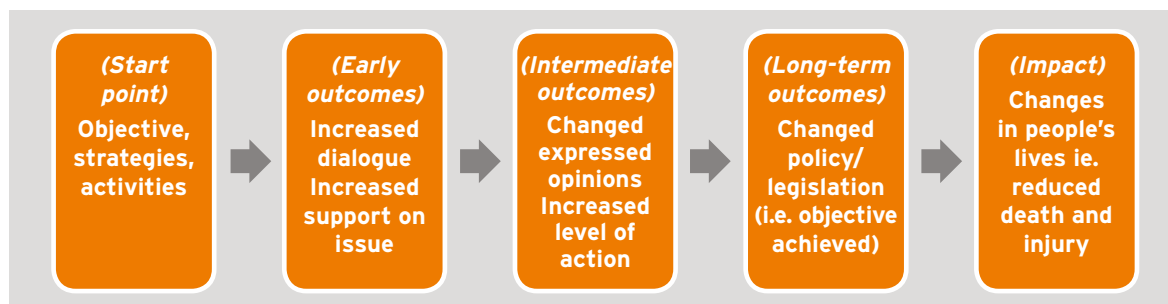 (Start
point)
Objective,
strategies,
activities
(Early
outcomes)
Increased
dialogue
Increased
support on
issue
(Intermediate
outcomes)
Changed
expressed
opinions
Increased
level of
action
(Long-term
outcomes)
Changed
policy/
legislation
(i.e. objective
achieved)
(Impact)
Changes
in people's
lives ie.
reduced
death and
injury